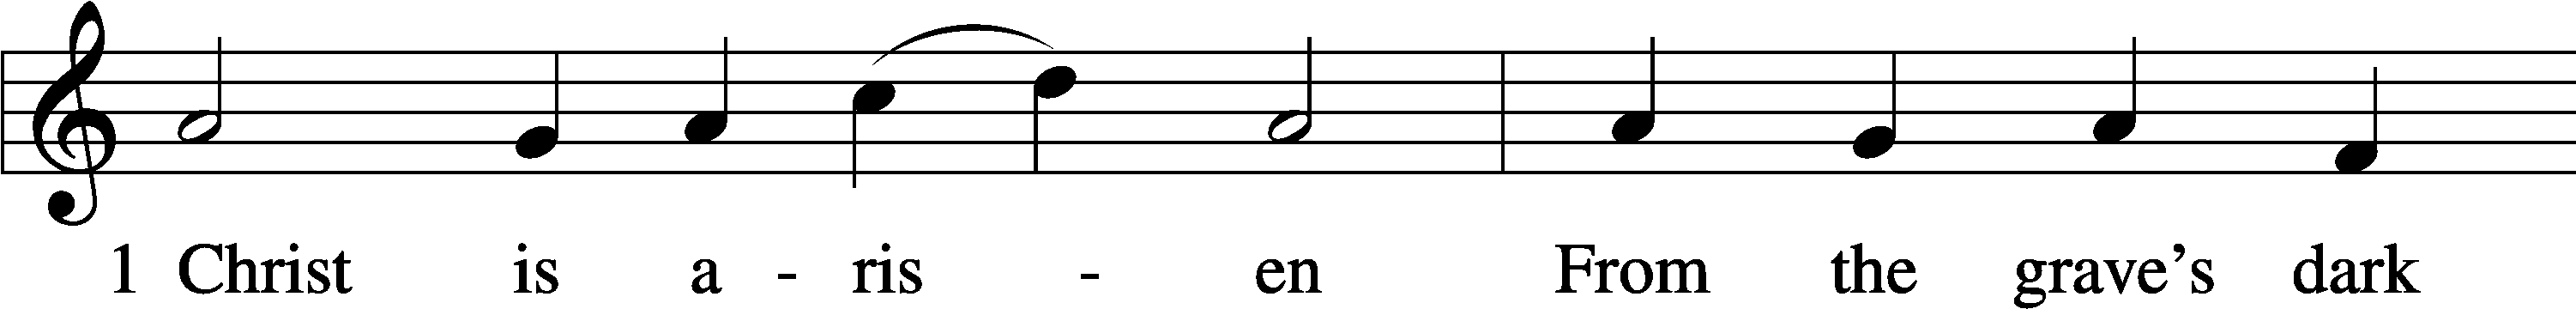 1 Christ is a - ris - en From the grave’s dark